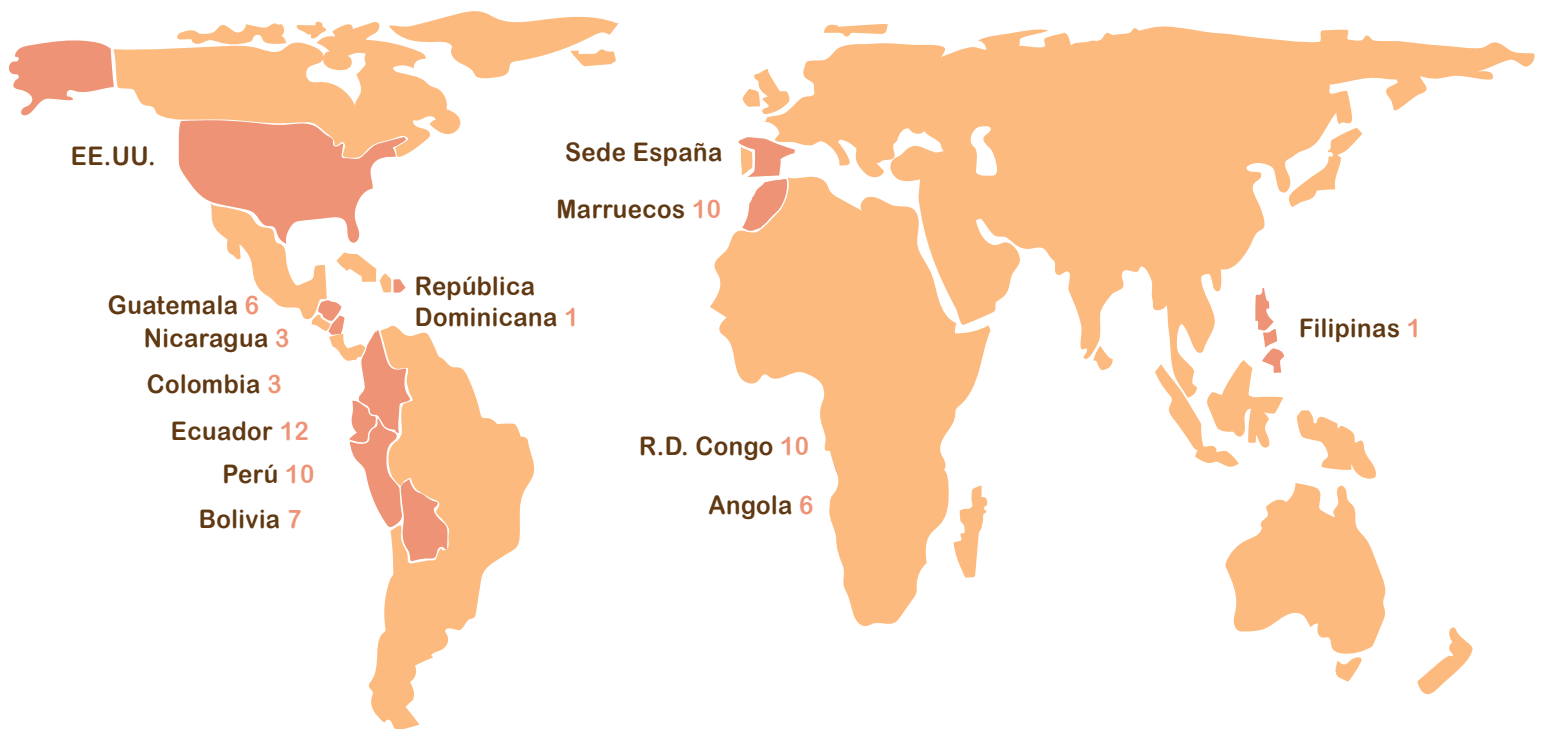 EE.UU.
Sede España
Marruecos 10
República
Dominicana 1
Guatemala 6
Nicaragua 3
Colombia 3
Ecuador 12
Perú 10
Bolivia 7
R.D. Congo 10
Angola 6
Filipinas 1